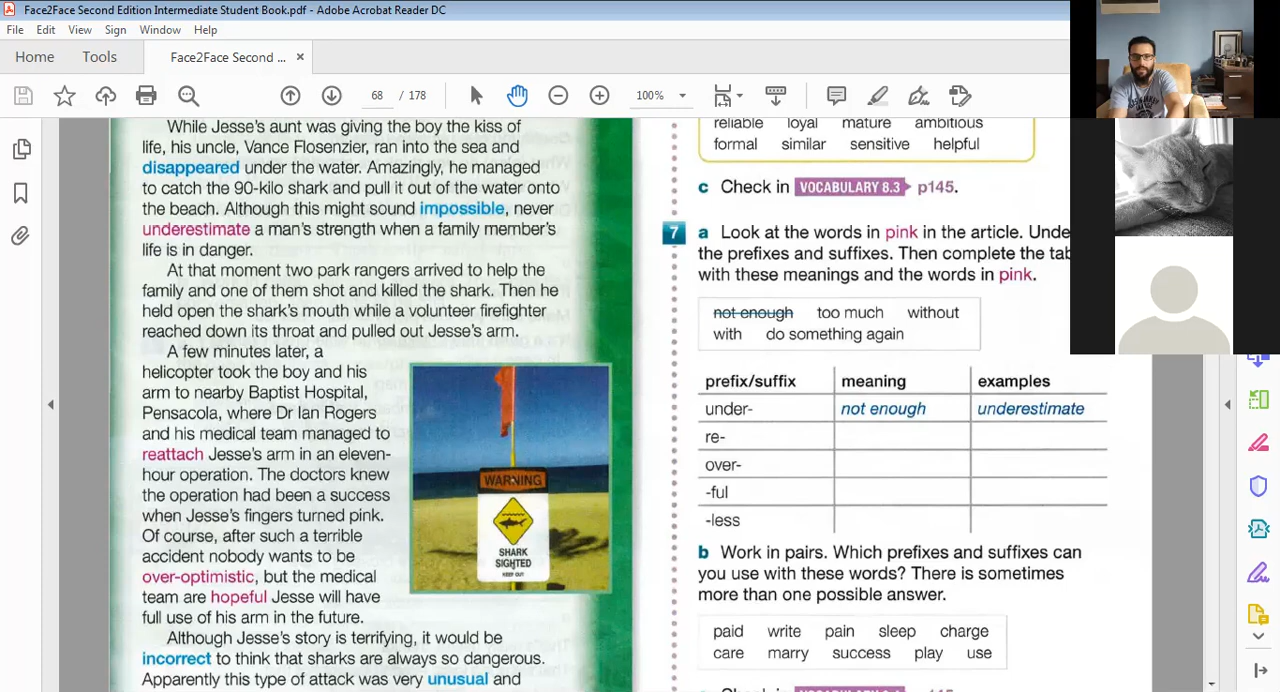 Face2Face Second Edition Intermediate Student Book.pdf - Adobe Acrobat Reader DC
File Edit View Sign Window Help
Home Tools Face2Face Second ... ×
68 / 178 100%
While Jesse's aunt was giving the boy the kiss of
life, his uncle, Vance Flosenzier, ran into the sea and
disappeared under the water. Amazingly, he managed
to catch the 90-kilo shark and pull it out of the water onto
the beach. Although this might sound impossible, never
underestimate a man's strength when a family member's
life is in danger.
At that moment two park rangers arrived to help the
family and one of them shot and killed the shark. Then he
held open the shark's mouth while a volunteer firefighter
reached down its throat and pulled out Jesse's arm.
A few minutes later, a
helicopter took the boy and his
arm to nearby Baptist Hospital,
Pensacola, where Dr Ian Rogers
and his medical team managed to
reattach Jesse's arm in an eleven-
hour operation. The doctors knew
the operation had been a success
when Jesse's fingers turned pink.
Of course, after such a terrible
accident nobody wants to be
over-optimistic, but the medical
team are hopeful Jesse will have
full use of his arm in the future.
Although Jesse's story is terrifying, it would be
incorrect to think that sharks are always so dangerous.
Apparently this type of attack was very unusual and
WARNING
SHARK
SIGHTED
KEEP OUT
reliable loyal mature ambitious
formal similar sensitive helpful
c Check in VOCABULARY 8.3 p145.
7 a Look at the words in pink in the article. Unde
the prefixes and suffixes. Then complete the tab
with these meanings and the words in pink.
not enough too much without
with do something again
prefix/suffix meaning examples
under- not enough underestimate
re-
over-
-ful
-less
b Work in pairs. Which prefixes and suffixes can
you use with these words? There is sometimes
more than one possible answer.
paid write pain sleep charge
care marry success play use